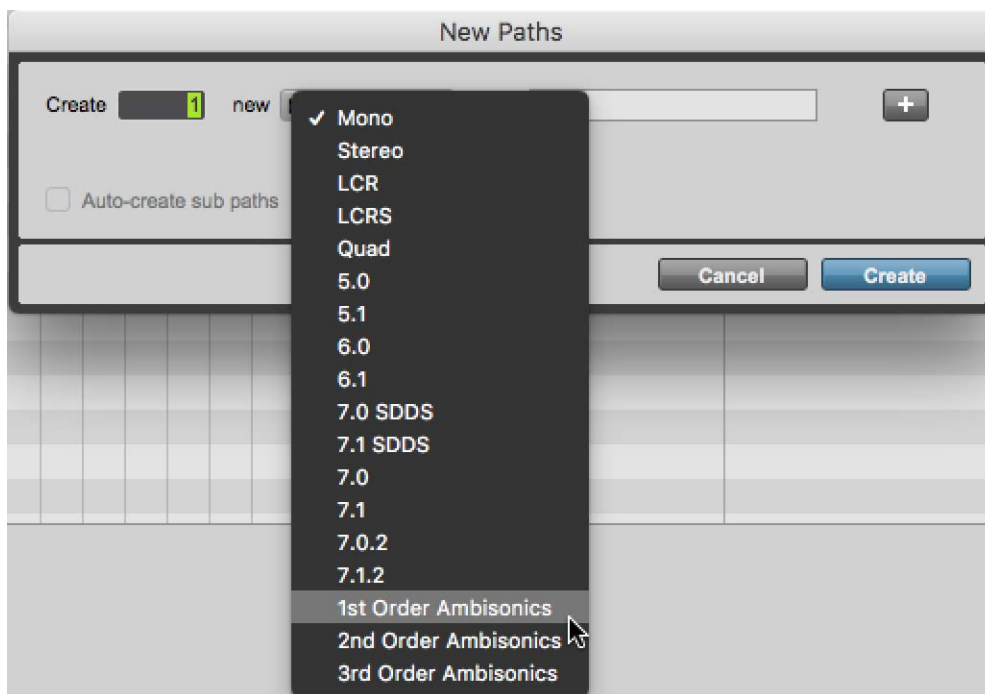 New Paths
Create 1 new
+
✓ Mono
Stereo
LCR
LCRS
Auto-create sub paths
Quad
5.0
Cancel Create
5.1
6.0
6.1
7.0 SDDS
7.1 SDDS
7.0
7.1
7.0.2
7.1.2
1st Order Ambisonics
2nd Order Ambisonics
3rd Order Ambisonics